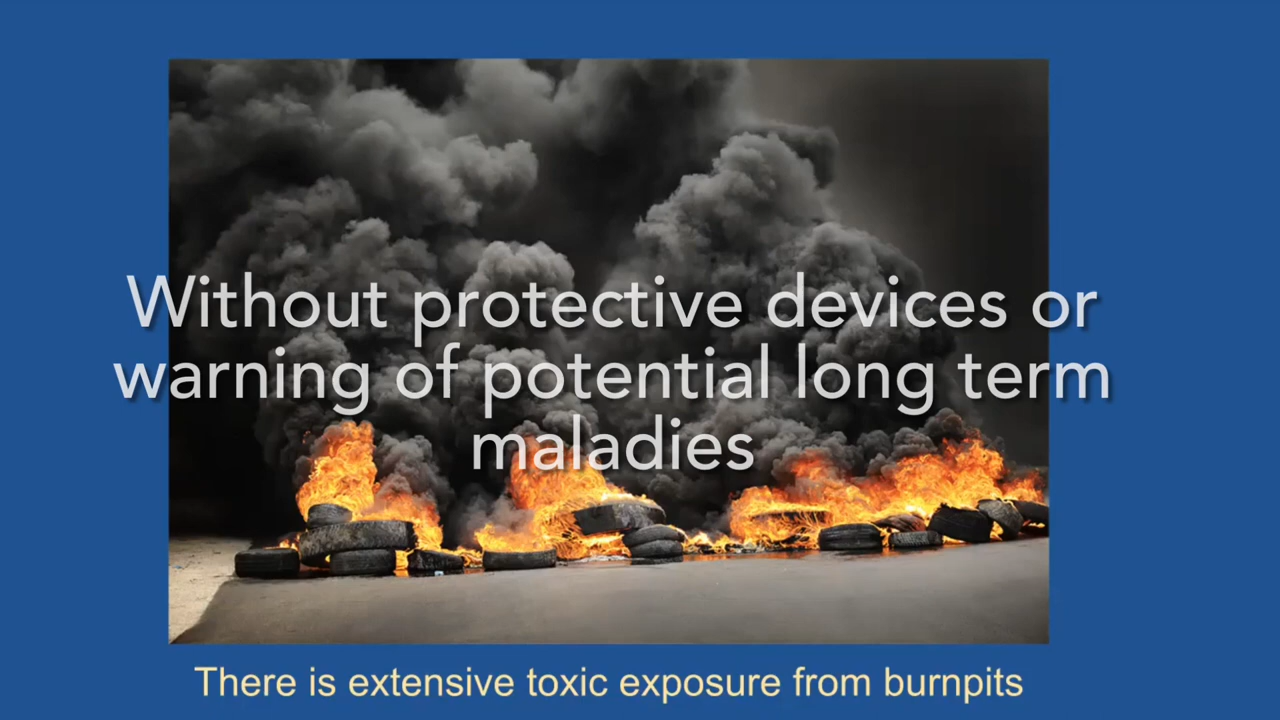 Without protective devices or
warning of potential long term
maladies
There is extensive toxic exposure from burnpits